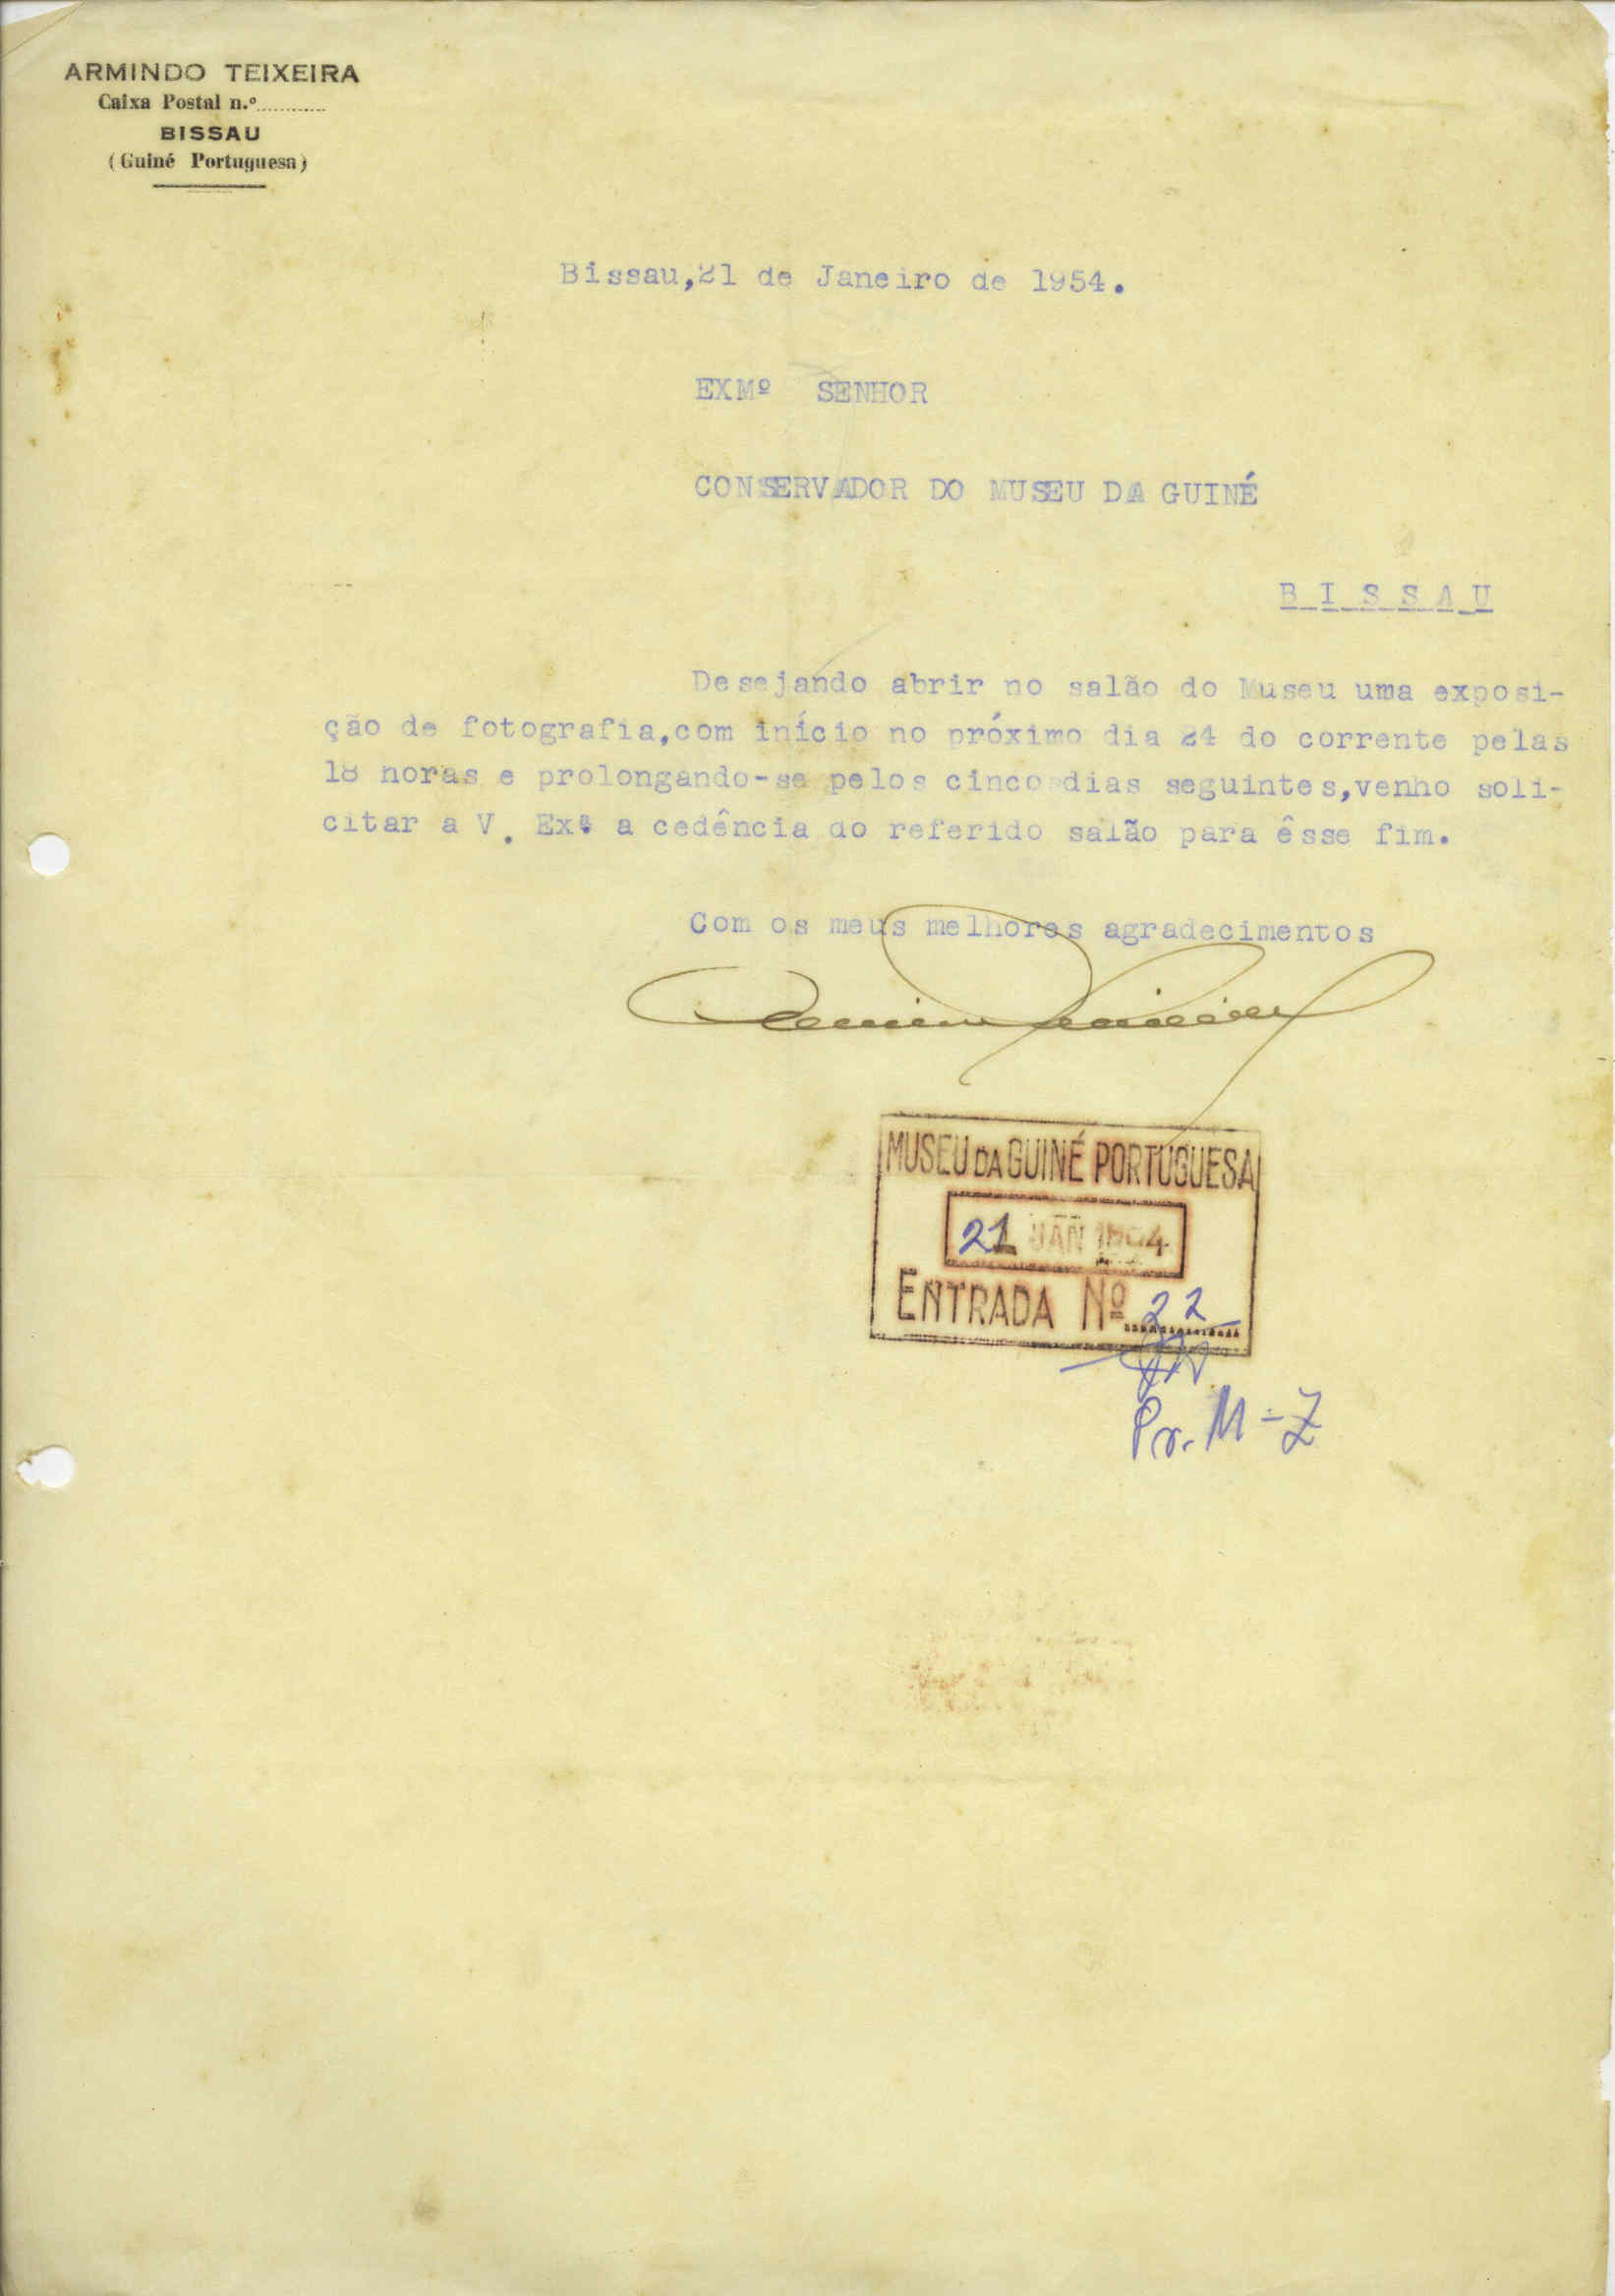 ARMINDO TEIXEIRA
Caixa Postal n.º............
BISSAU
(Guiné Portuguesa)
Bissau,21 de Janeiro de 1954.
EXMº SENHOR
CONSERVADOR DO MUSEU DA GUINÉ
B I S S A U
Desejando abrir no salão do Museu uma exposi-
ção de fotografia,com início no próximo dia 24 do corrente pelas
18 horas e prolongando-se pelos cinco dias seguintes,venho soli-
citar a V. Exª a cedência do referido salão para êsse fim.
Com os meus melhores agradecimentos
Armindo Teixeira
MUSEU DA GUINÉ PORTUGUESA
21 JAN 1954
ENTRADA Nº 22
Pr. M-Z